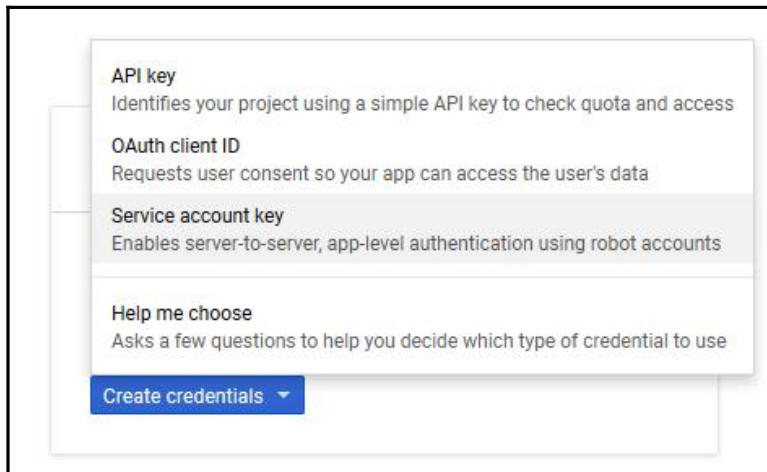 API key
Identifies your project using a simple API key to check quota and access
OAuth client ID
Requests user consent so your app can access the user's data
Service account key
Enables server-to-server, app-level authentication using robot accounts
Help me choose
Asks a few questions to help you decide which type of credential to use
Create credentials